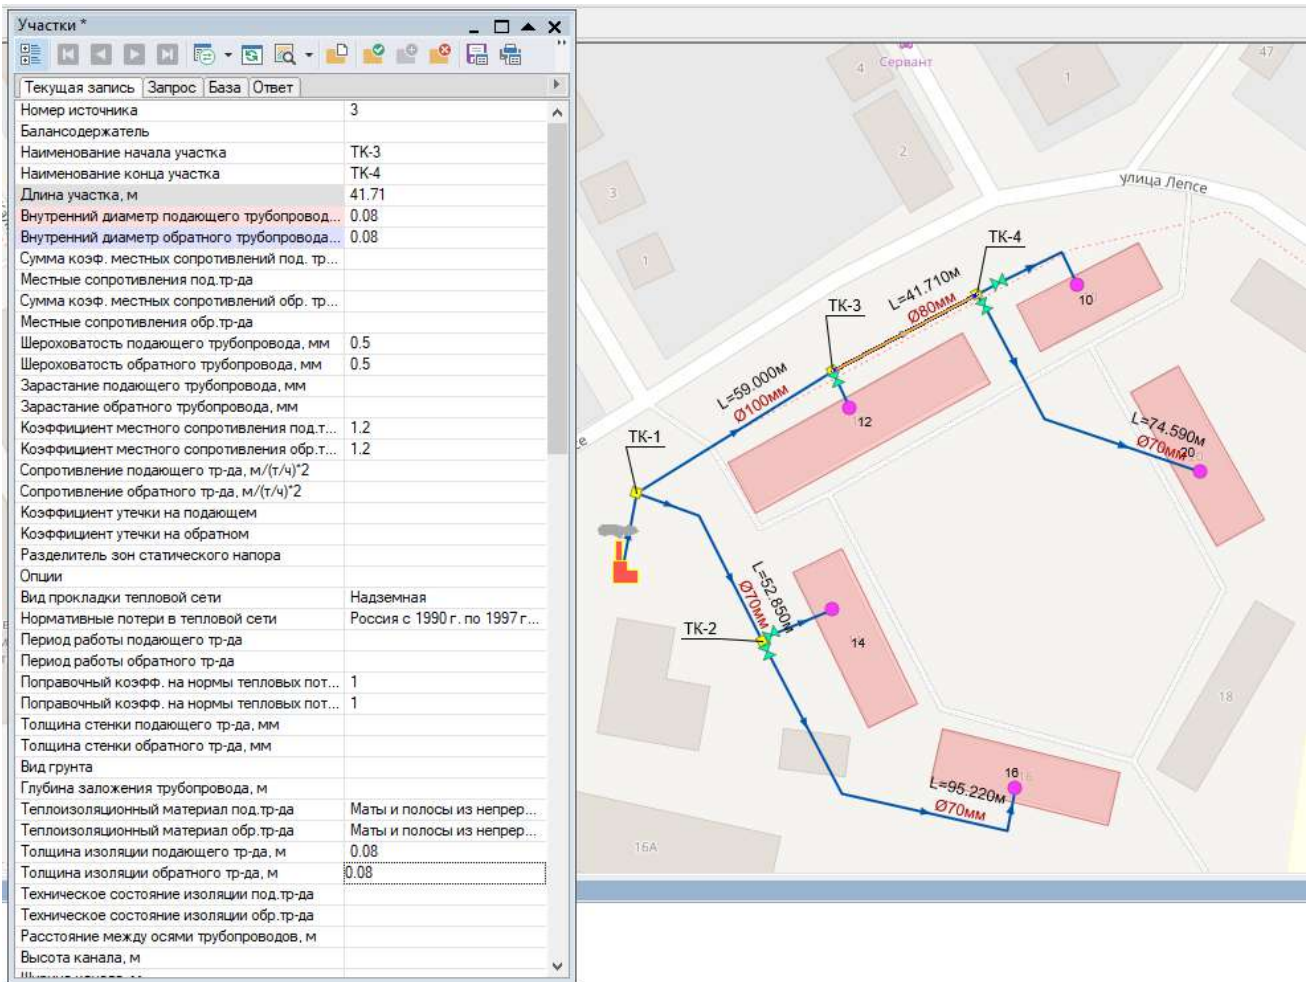 Участки *
Текущая запись
Запрос
База
Ответ
Номер источника 3
Балансодержатель
Наименование начала участка ТК-3
Наименование конца участка ТК-4
Длина участка, м 41.71
Внутренний диаметр подающего трубопровод... 0.08
Внутренний диаметр обратного трубопровода... 0.08
Сумма коэф. местных сопротивлений под. тр...
Местные сопротивления под.тр-да
Сумма коэф. местных сопротивлений обр. тр...
Местные сопротивления обр.тр-да
Шероховатость подающего трубопровода, мм 0.5
Шероховатость обратного трубопровода, мм 0.5
Зарастание подающего трубопровода, мм
Зарастание обратного трубопровода, мм
Коэффициент местного сопротивления под.т... 1.2
Коэффициент местного сопротивления обр.т... 1.2
Сопротивление подающего тр-да, м/(т/ч)*2
Сопротивление обратного тр-да, м/(т/ч)*2
Коэффициент утечки на подающем
Коэффициент утечки на обратном
Разделитель зон статического напора
Опции
Вид прокладки тепловой сети Надземная
Нормативные потери в тепловой сети Россия с 1990 г. по 1997 г...
Период работы подающего тр-да
Период работы обратного тр-да
Поправочный коэфф. на нормы тепловых пот... 1
Поправочный коэфф. на нормы тепловых пот... 1
Толщина стенки подающего тр-да, мм
Толщина стенки обратного тр-да, мм
Вид грунта
Глубина заложения трубопровода, м
Теплоизоляционный материал под.тр-да Маты и полосы из непрер...
Теплоизоляционный материал обр.тр-да Маты и полосы из непрер...
Толщина изоляции подающего тр-да, м 0.08
Толщина изоляции обратного тр-да, м 0.08
Техническое состояние изоляции под.тр-да
Техническое состояние изоляции обр.тр-да
Расстояние между осями трубопроводов, м
Высота канала, м
47
Сервант
4
1
2
3
1
улица Лепсе
ТК-4
L=41.710м
Ø80мм
ТК-3
10
L=59.000м
Ø100мм
12
L=74.590м
Ø70мм
20
ТК-1
L=52.850м
Ø70мм
ТК-2
14
18
16
L=95.220м
Ø70мм
16А